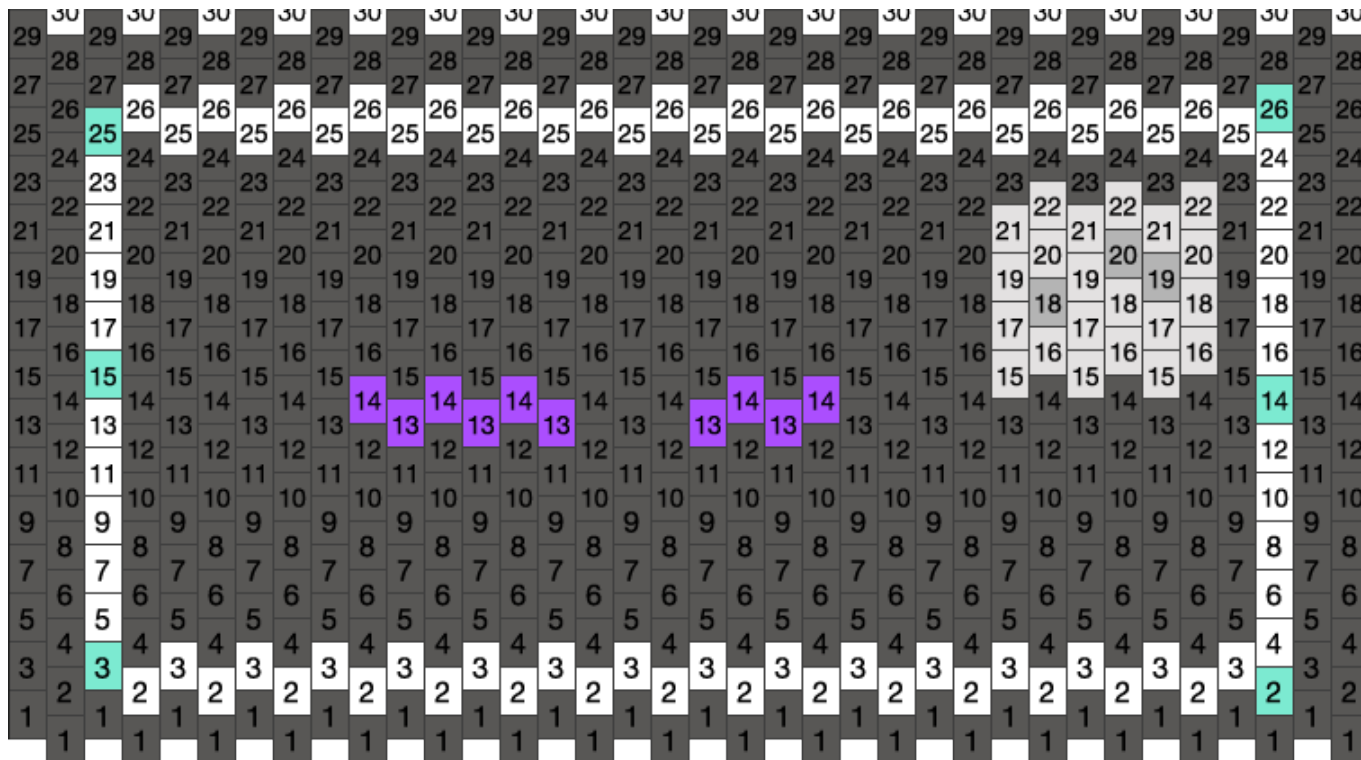 30 30 30 30 30 30 30 30 30 30 30 30 30 30 30 30 30 30
29 29 29 29 29 29 29 29 29 29 29 29 29 29 29 29 29 29
28 28 28 28 28 28 28 28 28 28 28 28 28 28 28 28 28 28
27 27 27 27 27 27 27 27 27 27 27 27 27 27 27 27 27 27
26 26 26 26 26 26 26 26 26 26 26 26 26 26 26 26 26 26
25 25 25 25 25 25 25 25 25 25 25 25 25 25 25 25 25 25
24 24 24 24 24 24 24 24 24 24 24 24 24 24 24 24 24 24
23 23 23 23 23 23 23 23 23 23 23 23 23 23 23 23 23 23
22 22 22 22 22 22 22 22 22 22 22 22 22 22 22 22 22 22
21 21 21 21 21 21 21 21 21 21 21 21 21 21 21 21 21 21
20 20 20 20 20 20 20 20 20 20 20 20 20 20 20 20 20 20
19 19 19 19 19 19 19 19 19 19 19 19 19 19 19 19 19 19
18 18 18 18 18 18 18 18 18 18 18 18 18 18 18 18 18 18
17 17 17 17 17 17 17 17 17 17 17 17 17 17 17 17 17 17
16 16 16 16 16 16 16 16 16 16 16 16 16 16 16 16 16 16
15 15 15 15 15 15 15 15 15 15 15 15 15 15 15 15 15 15
14 14 14 14 14 14 14 14 14 14 14 14 14 14 14 14 14 14
13 13 13 13 13 13 13 13 13 13 13 13 13 13 13 13 13 13
12 12 12 12 12 12 12 12 12 12 12 12 12 12 12 12 12 12
11 11 11 11 11 11 11 11 11 11 11 11 11 11 11 11 11 11
10 10 10 10 10 10 10 10 10 10 10 10 10 10 10 10 10 10
9 9 9 9 9 9 9 9 9 9 9 9 9 9 9 9 9 9
8 8 8 8 8 8 8 8 8 8 8 8 8 8 8 8 8 8
7 7 7 7 7 7 7 7 7 7 7 7 7 7 7 7 7 7
6 6 6 6 6 6 6 6 6 6 6 6 6 6 6 6 6 6
5 5 5 5 5 5 5 5 5 5 5 5 5 5 5 5 5 5
4 4 4 4 4 4 4 4 4 4 4 4 4 4 4 4 4 4
3 3 3 3 3 3 3 3 3 3 3 3 3 3 3 3 3 3
2 2 2 2 2 2 2 2 2 2 2 2 2 2 2 2 2 2
1 1 1 1 1 1 1 1 1 1 1 1 1 1 1 1 1 1
1 1 1 1 1 1 1 1 1 1 1 1 1 1 1 1 1 1